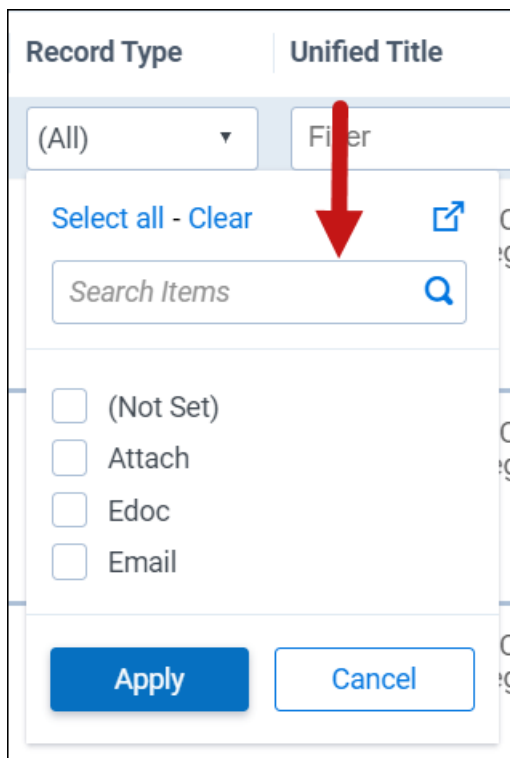 Record Type Unified Title
(All) Filter
Select all - Clear
Search Items
(Not Set)
Attach
Edoc
Email
Apply Cancel